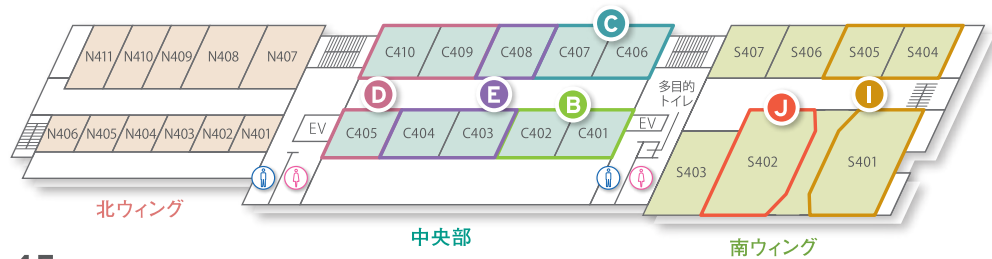 N411 N410 N409 N408 N407
C410 C409 C408 C407 C406
C
S407 S406 S405 S404
D E B
多目的
トイレ
J I
N406 N405 N404 N403 N402 N401
EV
C405 C404 C403 C402 C401
EV
S403 S402 S401
北ウィング
中央部
南ウィング